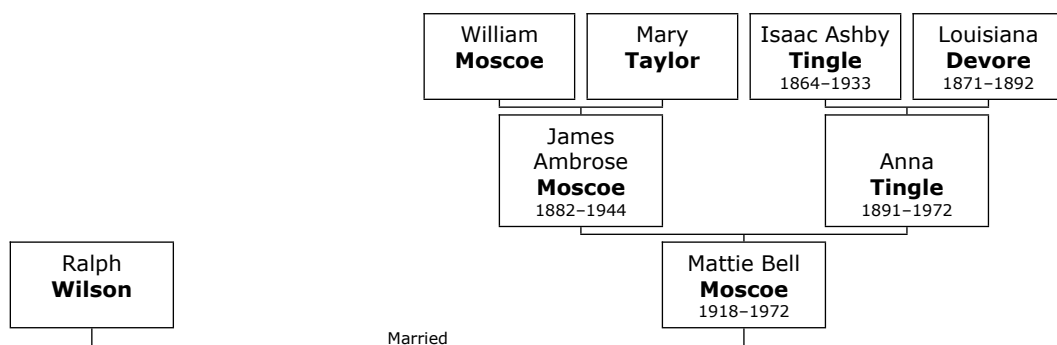 William
Moscoe
Mary
Taylor
Isaac Ashby
Tingle
1864–1933
Louisiana
Devore
1871–1892
James
Ambrose
Moscoe
1882–1944
Anna
Tingle
1891–1972
Ralph
Wilson
Mattie Bell
Moscoe
1918–1972
Married